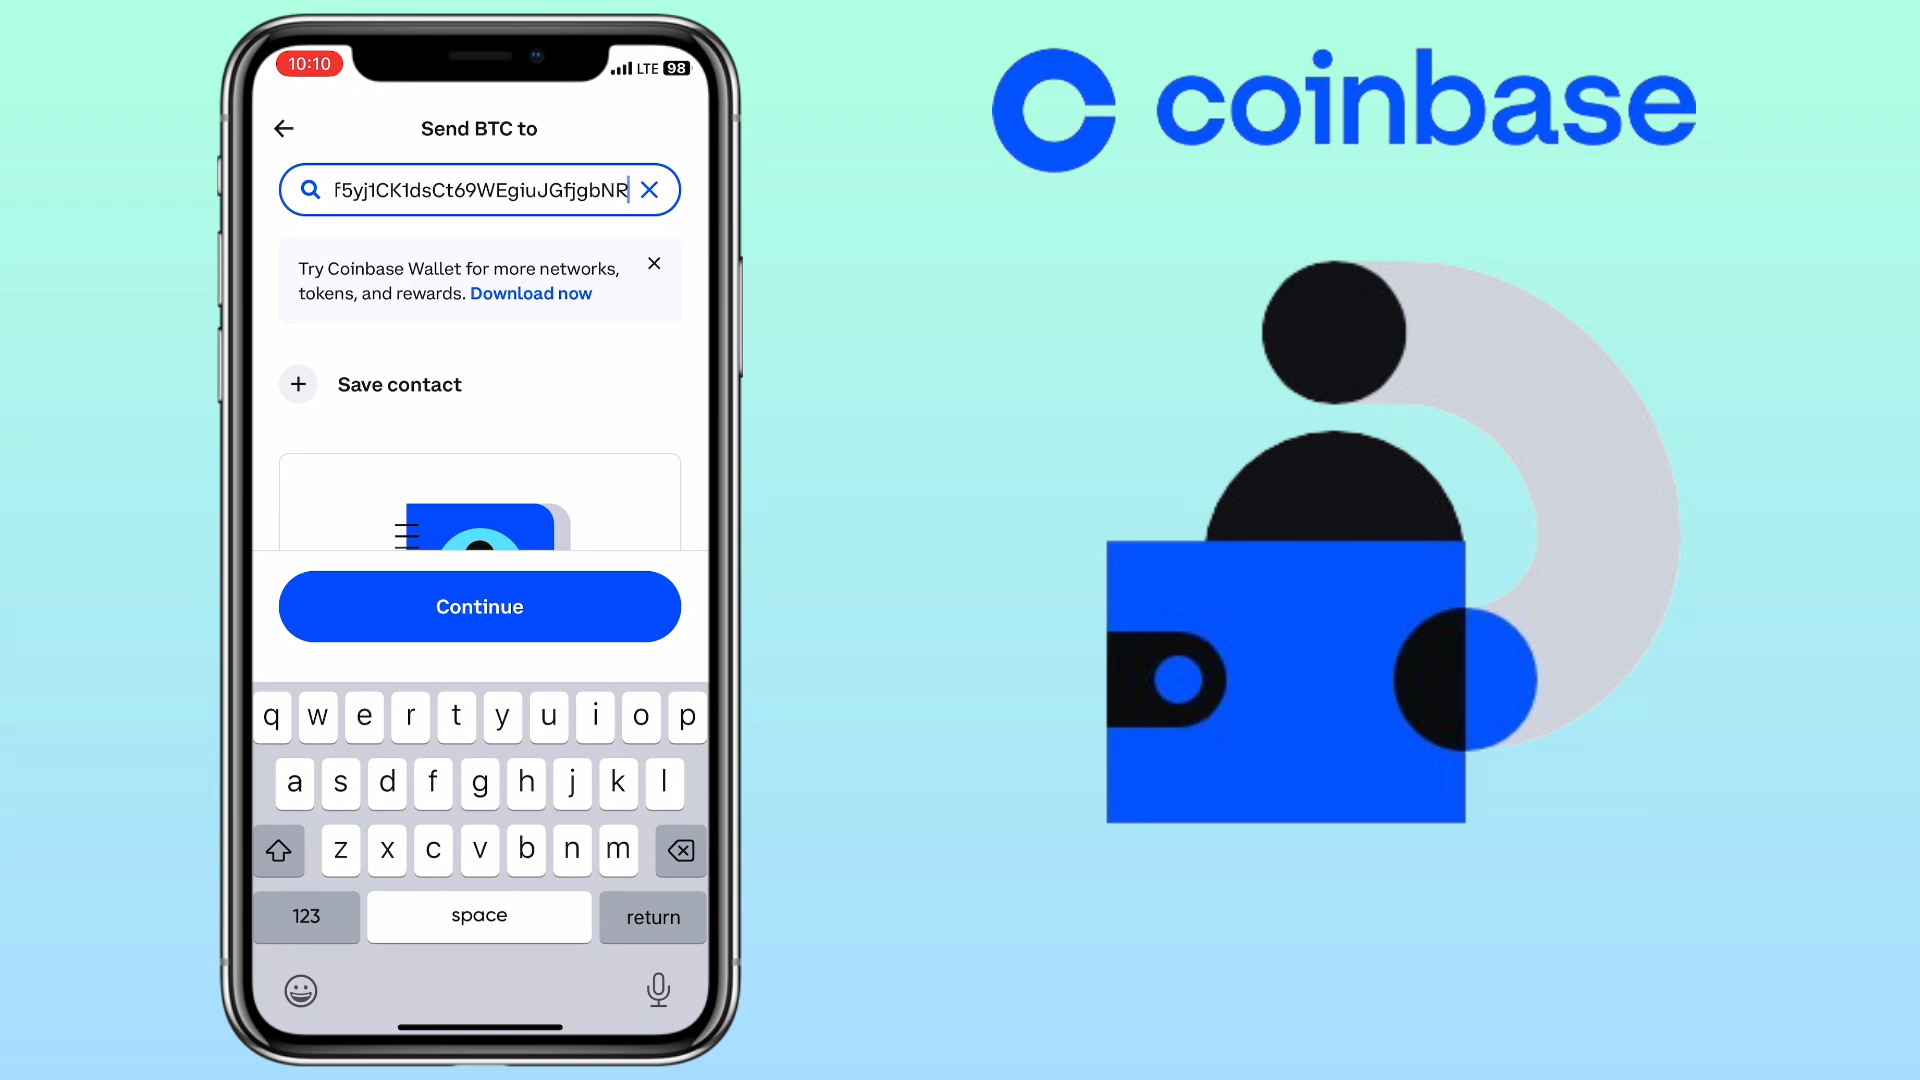 10:10
LTE 98
Send BTC to
f5yj1CK1dsCt69WEgiuJGfjgbNR
Try Coinbase Wallet for more networks,
tokens, and rewards. Download now
Save contact
Continue
q w e r t y u i o p
a s d f g h j k l
z x c v b n m
123 space return
coinbase